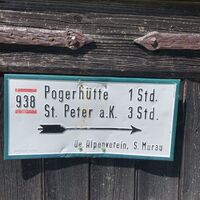 938
Pogerhütte 1 Std.
St. Peter a.K. 3 Std.
Oe Alpenverein, S. Murau